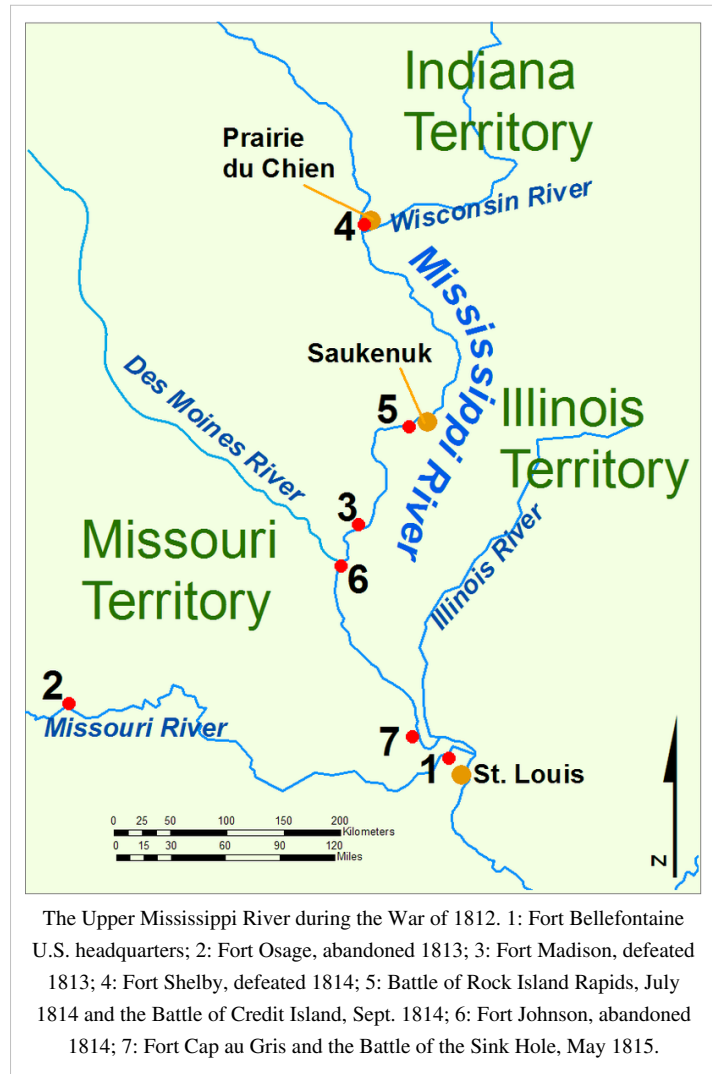 Indiana
Territory
Prairie
du Chien
Wisconsin River
4
Mississippi River
Saukenuk
5
Illinois
Territory
Des Moines River
3
Missouri
Territory
6
Illinois River
2
Missouri River
7
1
St. Louis
0 25 50 100 150 200
Kilometers
0 15 30 60 90 120
Miles
N
The Upper Mississippi River during the War of 1812. 1: Fort Bellefontaine
U.S. headquarters; 2: Fort Osage, abandoned 1813; 3: Fort Madison, defeated
1813; 4: Fort Shelby, defeated 1814; 5: Battle of Rock Island Rapids, July
1814 and the Battle of Credit Island, Sept. 1814; 6: Fort Johnson, abandoned
1814; 7: Fort Cap au Gris and the Battle of the Sink Hole, May 1815.